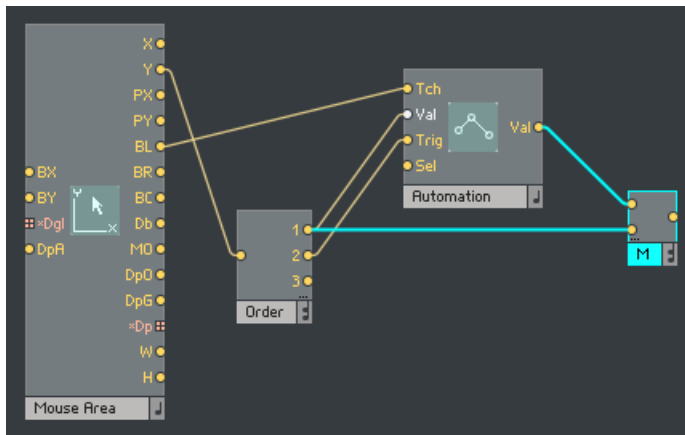 X
Y
PX
PY
BL
BX
BR
BY
BC
Y
X
×Dgl
Db
DpA
MO
DpO
DpG
×Dp
W
H
Mouse Area
1
2
3
...
Order
Tch
Val
Val
Trig
Sel
Automation
...
M